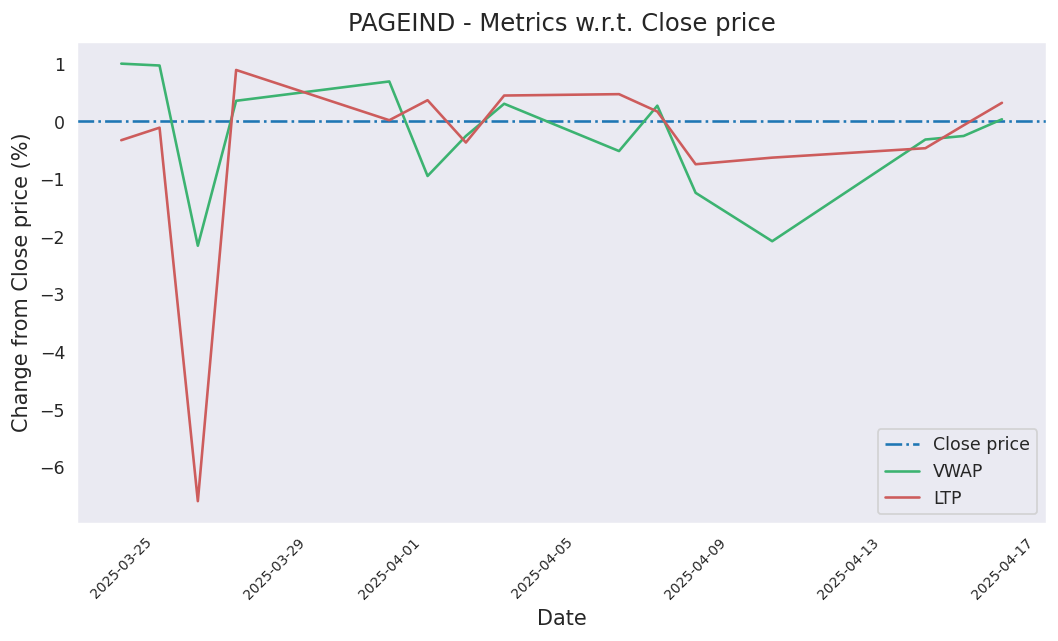 PAGEIND - Metrics w.r.t. Close price
Change from Close price (%)
1
0
−1
−2
−3
−4
−5
−6
Close price
VWAP
LTP
2025-03-25
2025-03-29
2025-04-01
2025-04-05
2025-04-09
2025-04-13
2025-04-17
Date